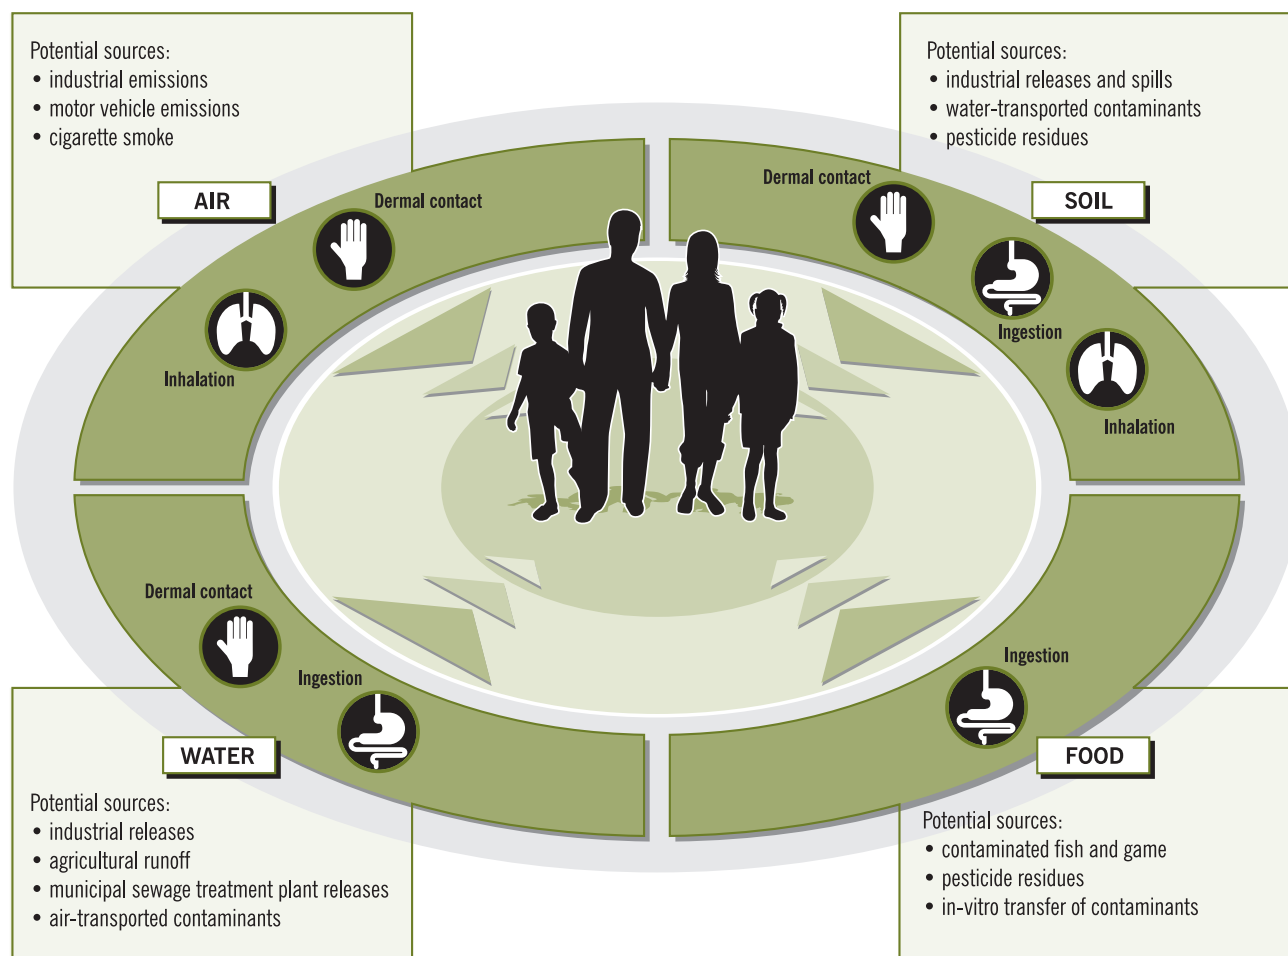 Potential sources:
• industrial emissions
• motor vehicle emissions
• cigarette smoke
AIR
Dermal contact
Inhalation
Potential sources:
• industrial releases and spills
• water-transported contaminants
• pesticide residues
SOIL
Dermal contact
Ingestion
Inhalation
Dermal contact
Ingestion
WATER
Potential sources:
• industrial releases
• agricultural runoff
• municipal sewage treatment plant releases
• air-transported contaminants
Ingestion
FOOD
Potential sources:
• contaminated fish and game
• pesticide residues
• in-vitro transfer of contaminants